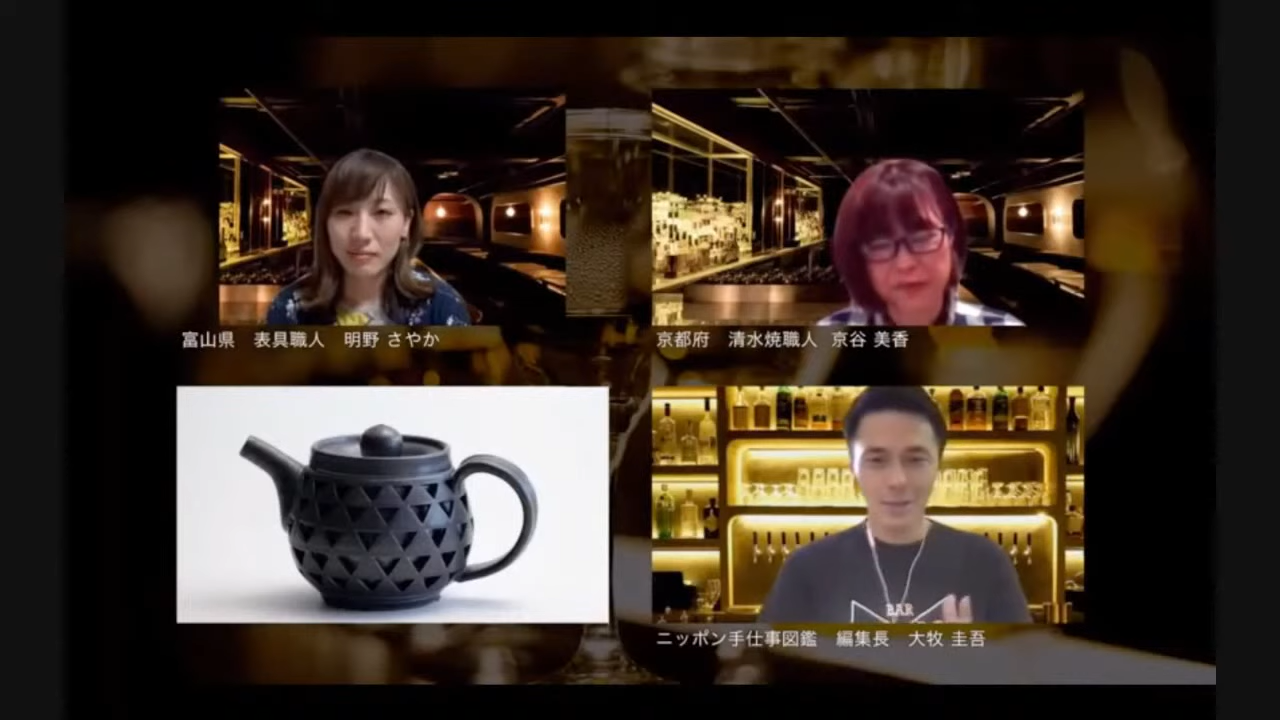 富山県　表具職人　明野 さやか
京都府　清水焼職人　京谷 美香
BAR
ニッポン手仕事図鑑　編集長　大牧 圭吾